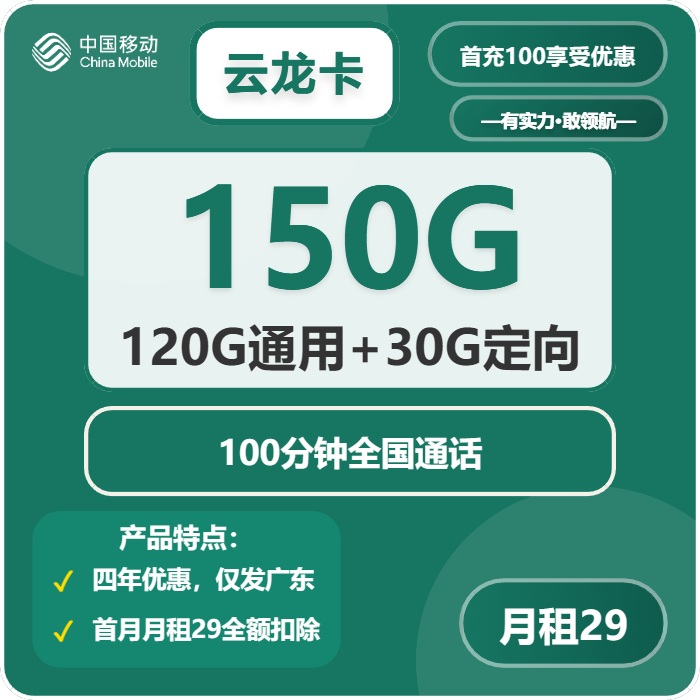 中国移动
China Mobile
云龙卡
首充100享受优惠
—有实力·敢领航—
150G
120G通用+30G定向
100分钟全国通话
产品特点：
✓ 四年优惠，仅发广东
✓ 首月月租29全额扣除
月租29